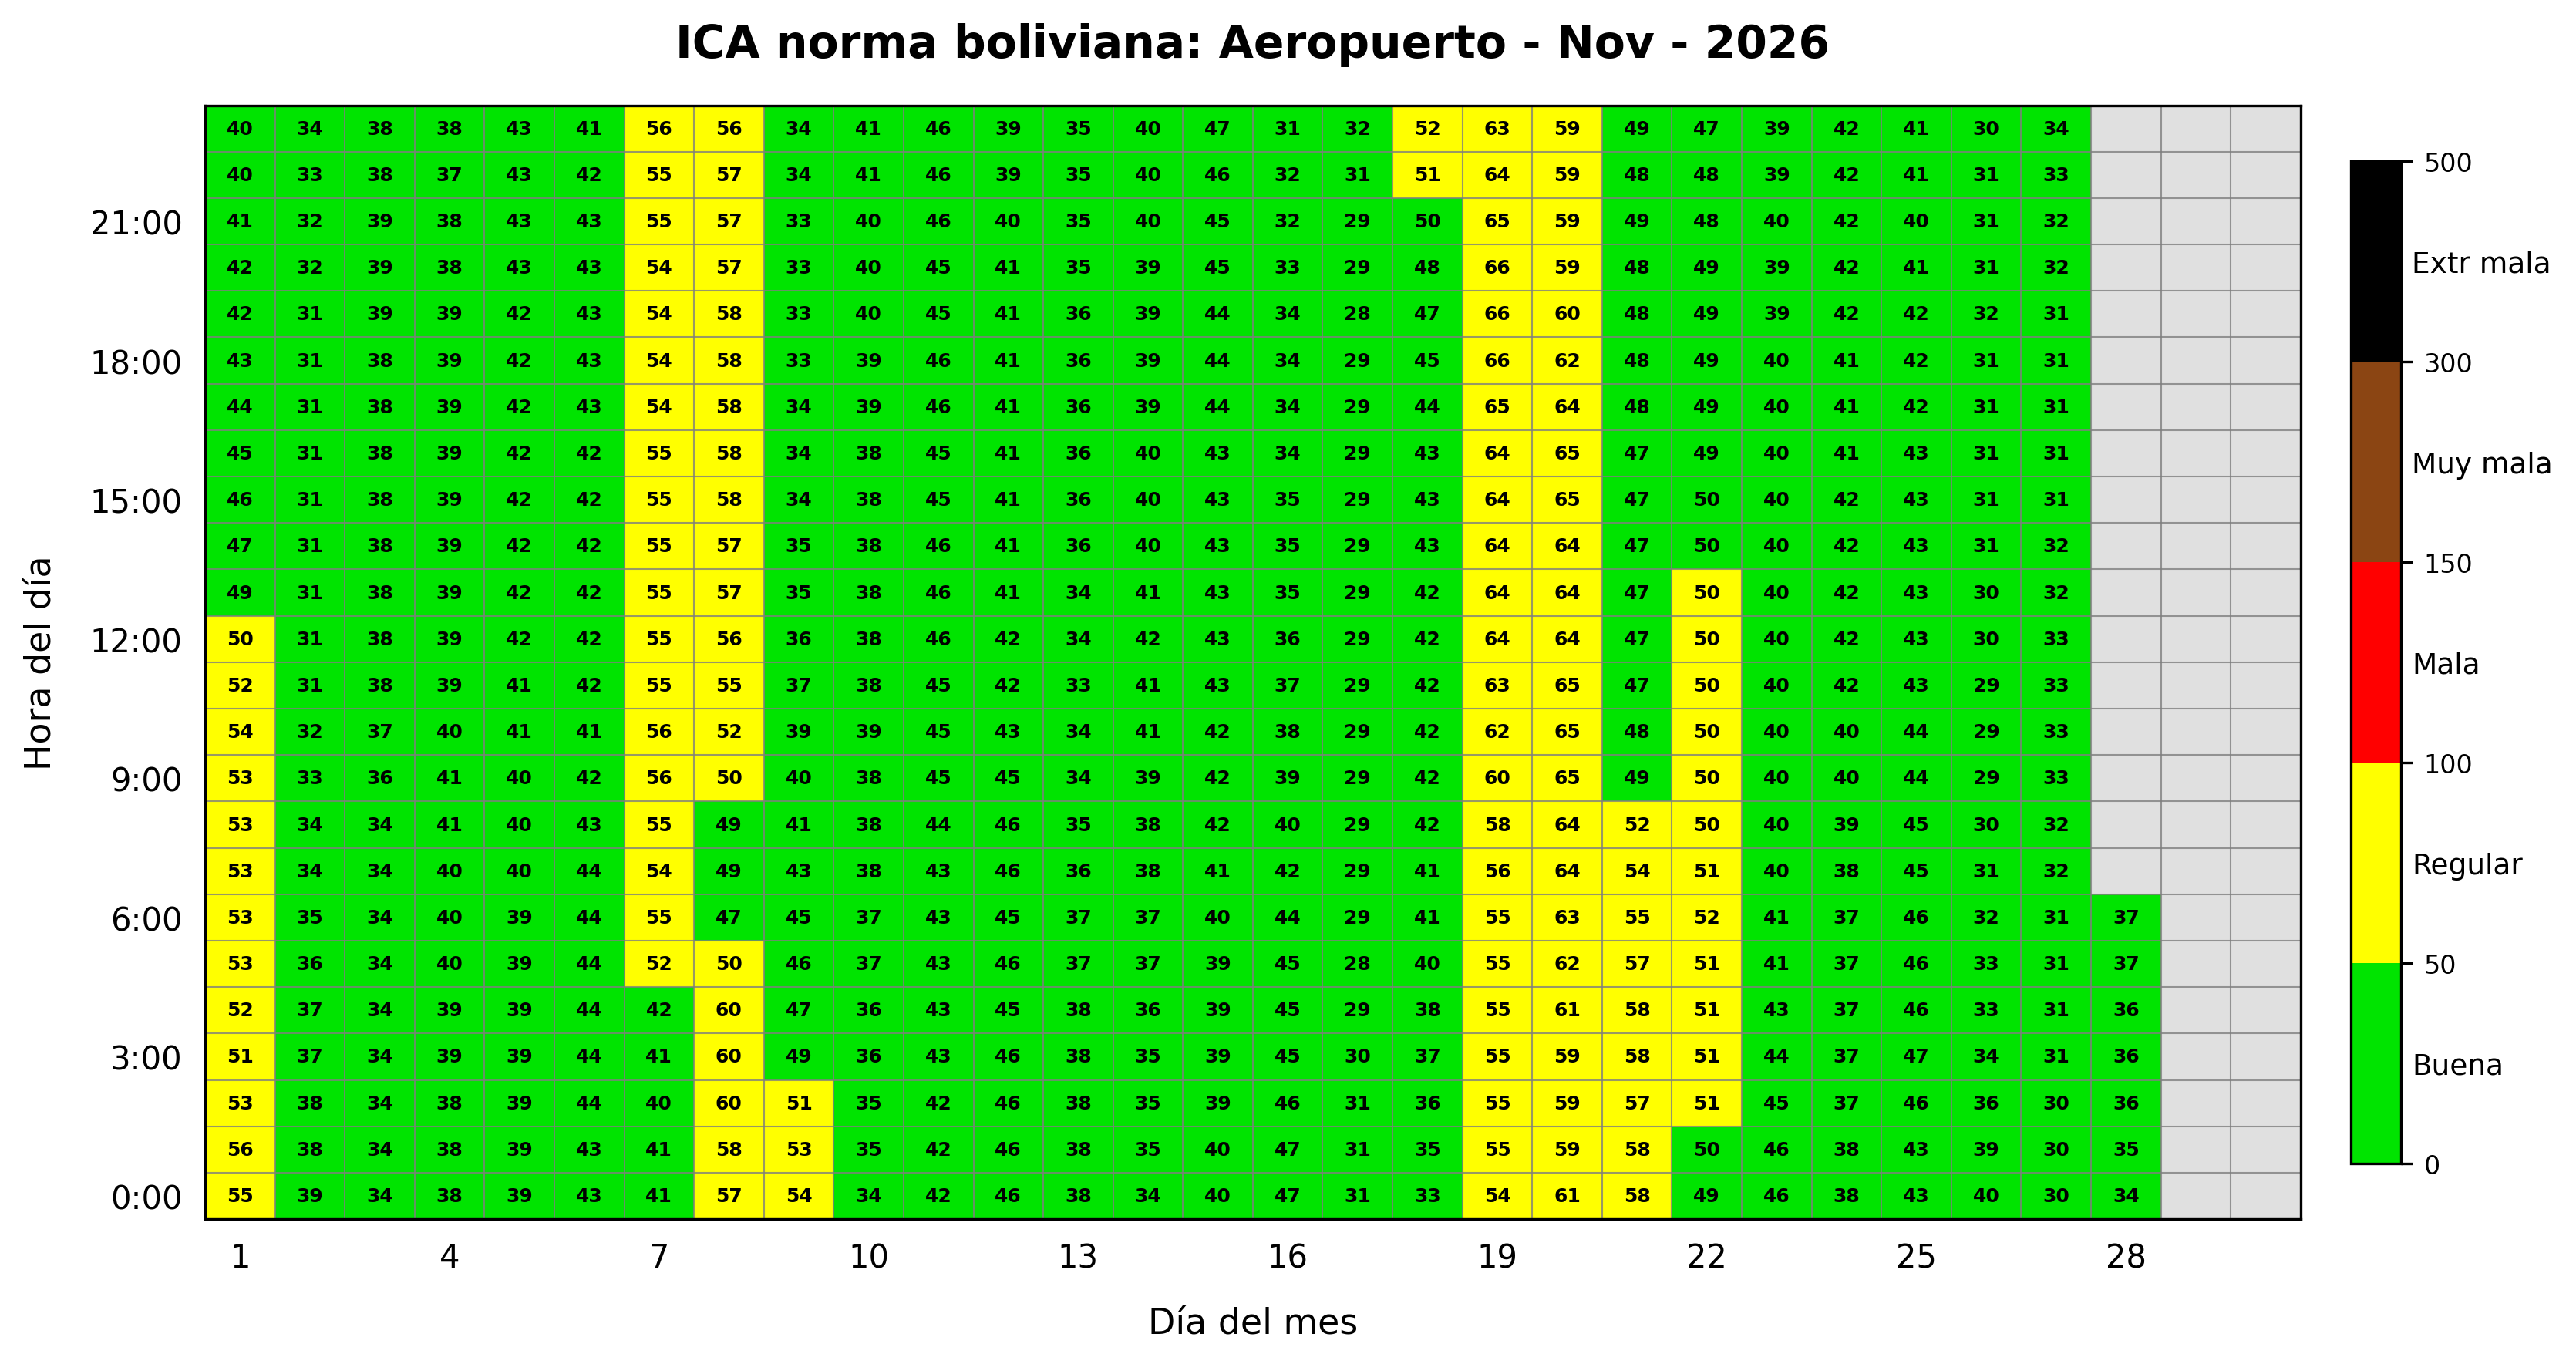 ICA norma boliviana: Aeropuerto - Nov - 2026
40 34 38 38 43 41 56 56 34 41 46 39 35 40 47 31 32 52 63 59 49 47 39 42 41 30 34
40 33 38 37 43 42 55 57 34 41 46 39 35 40 46 32 31 51 64 59 48 48 39 42 41 31 33
21:00 41 32 39 38 43 43 55 57 33 40 46 40 35 40 45 32 29 50 65 59 49 48 40 42 40 31 32
42 32 39 38 43 43 54 57 33 40 45 41 35 39 45 33 29 48 66 59 48 49 39 42 41 31 32
42 31 39 39 42 43 54 58 33 40 45 41 36 39 44 34 28 47 66 60 48 49 39 42 42 32 31
18:00 43 31 38 39 42 43 54 58 33 39 46 41 36 39 44 34 29 45 66 62 48 49 40 41 42 31 31
44 31 38 39 42 43 54 58 34 39 46 41 36 39 44 34 29 44 65 64 48 49 40 41 42 31 31
45 31 38 39 42 42 55 58 34 38 45 41 36 40 43 34 29 43 64 65 47 49 40 41 43 31 31
15:00 46 31 38 39 42 42 55 58 34 38 45 41 36 40 43 35 29 43 64 65 47 50 40 42 43 31 31
47 31 38 39 42 42 55 57 35 38 46 41 36 40 43 35 29 43 64 64 47 50 40 42 43 31 32
49 31 38 39 42 42 55 57 35 38 46 41 34 41 43 35 29 42 64 64 47 50 40 42 43 30 32
12:00 50 31 38 39 42 42 55 56 36 38 46 42 34 42 43 36 29 42 64 64 47 50 40 42 43 30 33
52 31 38 39 41 42 55 55 37 38 45 42 33 41 43 37 29 42 63 65 47 50 40 42 43 29 33
54 32 37 40 41 41 56 52 39 39 45 43 34 41 42 38 29 42 62 65 48 50 40 40 44 29 33
9:00 53 33 36 41 40 42 56 50 40 38 45 45 34 39 42 39 29 42 60 65 49 50 40 40 44 29 33
53 34 34 41 40 43 55 49 41 38 44 46 35 38 42 40 29 42 58 64 52 50 40 39 45 30 32
53 34 34 40 40 44 54 49 43 38 43 46 36 38 41 42 29 41 56 64 54 51 40 38 45 31 32
6:00 53 35 34 40 39 44 55 47 45 37 43 45 37 37 40 44 29 41 55 63 55 52 41 37 46 32 31 37
53 36 34 40 39 44 52 50 46 37 43 46 37 37 39 45 28 40 55 62 57 51 41 37 46 33 31 37
52 37 34 39 39 44 42 60 47 36 43 45 38 36 39 45 29 38 55 61 58 51 43 37 46 33 31 36
3:00 51 37 34 39 39 44 41 60 49 36 43 46 38 35 39 45 30 37 55 59 58 51 44 37 47 34 31 36
53 38 34 38 39 44 40 60 51 35 42 46 38 35 39 46 31 36 55 59 57 51 45 37 46 36 30 36
56 38 34 38 39 43 41 58 53 35 42 46 38 35 40 47 31 35 55 59 58 50 46 38 43 39 30 35
0:00 55 39 34 38 39 43 41 57 54 34 42 46 38 34 40 47 31 33 54 61 58 49 46 38 43 40 30 34
1 4 7 10 13 16 19 22 25 28
Día del mes
Hora del día
500
Extr mala
300
Muy mala
150
Mala
100
Regular
50
Buena
0